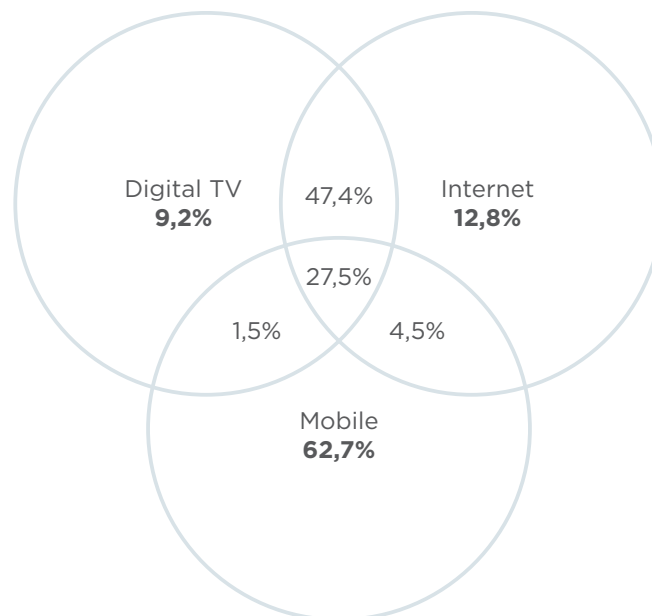 Digital TV
9,2%
47,4%
Internet
12,8%
27,5%
1,5%
4,5%
Mobile
62,7%